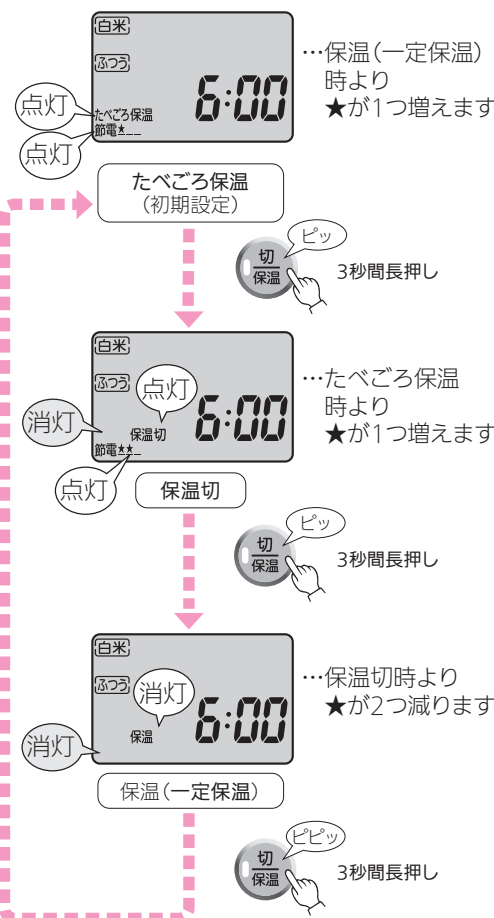 白米
ふつう
6:00
点灯
たべごろ保温
節電★__
点灯
…保温(一定保温)
時より
★が1つ増えます
たべごろ保温
(初期設定)
ピッ
切
保温
3秒間長押し
白米
ふつう
点灯
6:00
消灯
保温切
節電★★_
点灯
…たべごろ保温
時より
★が1つ増えます
保温切
ピッ
切
保温
3秒間長押し
白米
ふつう
消灯
6:00
保温
消灯
…保温切時より
★が2つ減ります
保温(一定保温)
ピピッ
切
保温
3秒間長押し